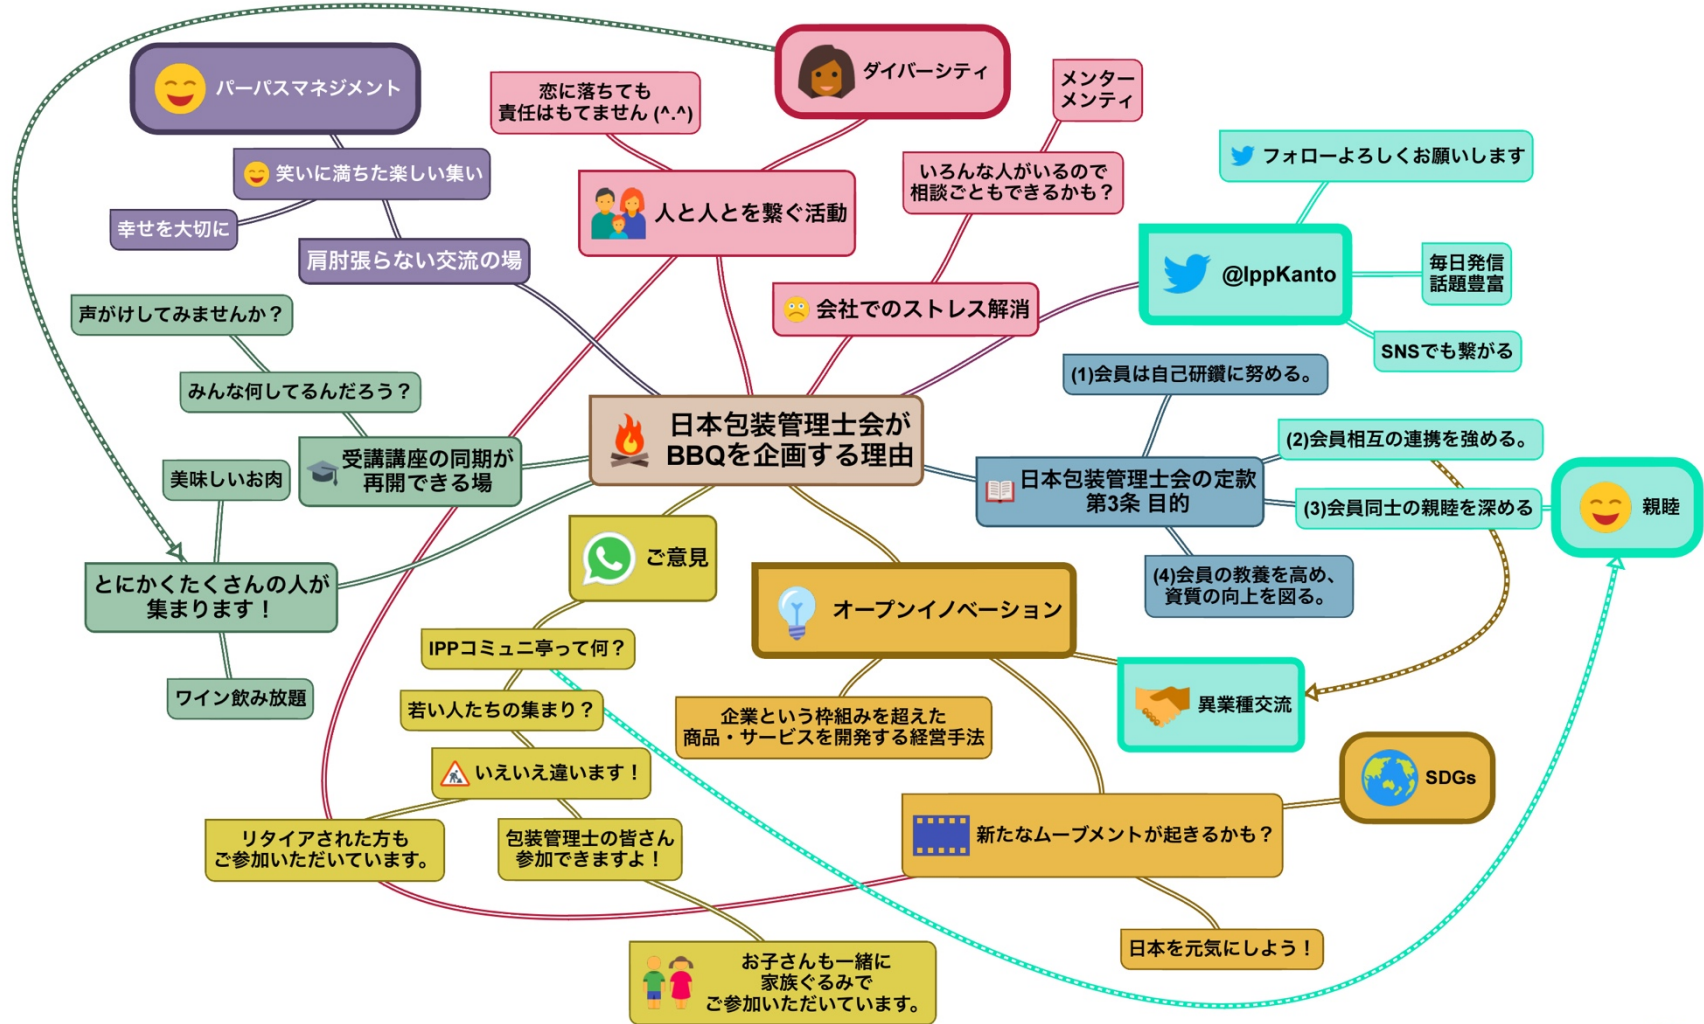 パーパスマネジメント
笑いに満ちた楽しい集い
幸せを大切に
肩肘張らない交流の場
恋に落ちても
責任はもてません (^.^)
ダイバーシティ
人と人とを繋ぐ活動
メンター
メンティ
いろんな人がいるので
相談ごともできるかも？
会社でのストレス解消
フォローよろしくお願いします
@IppKanto
毎日発信
話題豊富
SNSでも繋がる
声がけしてみませんか？
みんな何してるんだろう？
受講講座の同期が
再開できる場
美味しいお肉
とにかくたくさんの人が
集まります！
ワイン飲み放題
日本包装管理士会が
BBQを企画する理由
(1)会員は自己研鑽に努める。
日本包装管理士会の定款
第3条 目的
(2)会員相互の連携を強める。
(3)会員同士の親睦を深める
親睦
(4)会員の教養を高め、
資質の向上を図る。
ご意見
IPPコミュニ亭って何？
若い人たちの集まり？
いえいえ違います！
リタイアされた方も
ご参加いただいています。
包装管理士の皆さん
参加できますよ！
お子さんも一緒に
家族ぐるみで
ご参加いただいています。
オープンイノベーション
企業という枠組みを超えた
商品・サービスを開発する経営手法
異業種交流
SDGs
新たなムーブメントが起きるかも？
日本を元気にしよう！